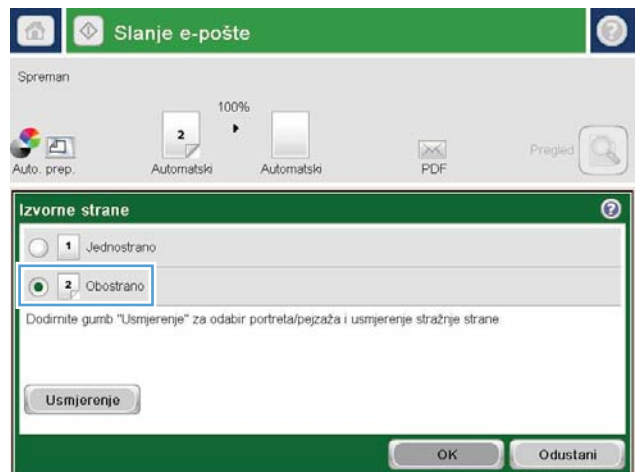 Slanje e-pošte
Spreman
100%
2
Auto. prep.
Automatski
Automatski
PDF
Pregled
Izvorne strane
1 Jednostrano
2 Obostrano
Dodirnite gumb "Usmjerenje" za odabir portreta/pejzaža i usmjerenje stražnje strane
Usmjerenje
OK
Odustani